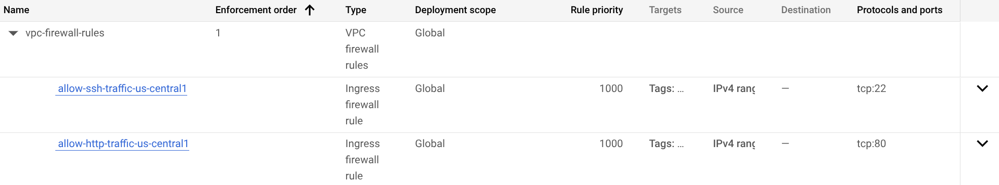 Name Enforcement order Type Deployment scope Rule priority Targets Source Destination Protocols and ports
vpc-firewall-rules 1 VPC firewall rules Global
allow-ssh-traffic-us-central1 Ingress firewall rule Global 1000 Tags: ... IPv4 rang — tcp:22
allow-http-traffic-us-central1 Ingress firewall rule Global 1000 Tags: ... IPv4 rang — tcp:80